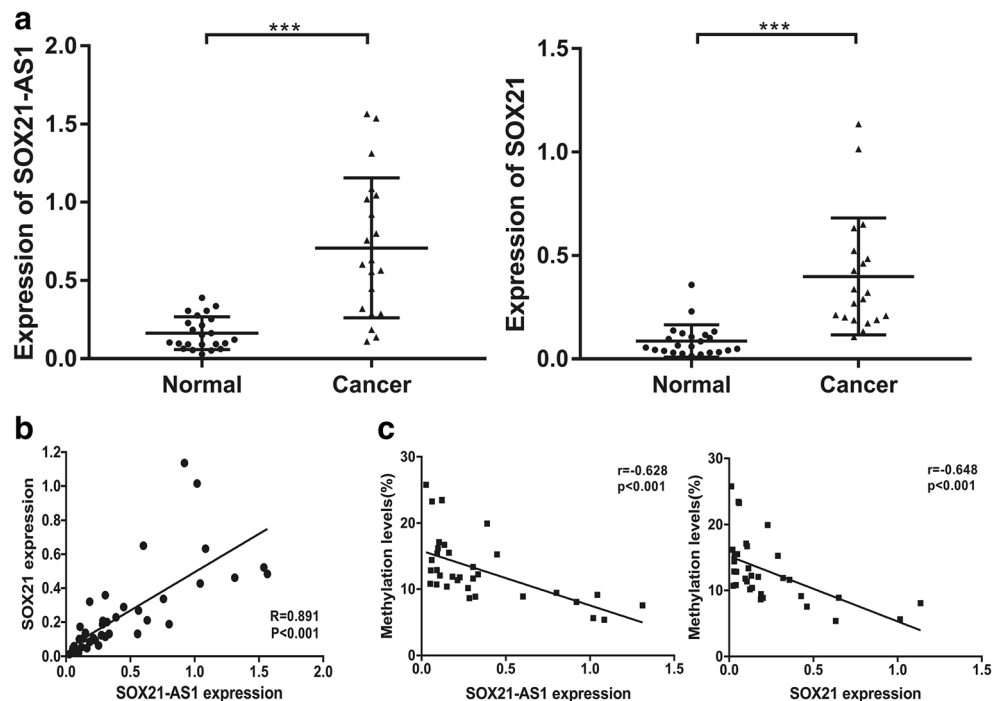 a
***
Expression of SOX21-AS1
2.0
1.5
1.0
0.5
0.0
Normal Cancer
***
Expression of SOX21
1.5
1.0
0.5
0.0
Normal Cancer
b
SOX21 expression
1.2
1.0
0.8
0.6
0.4
0.2
0.0
R=0.891
P<0.001
0.0 0.5 1.0 1.5 2.0
SOX21-AS1 expression
c
Methylation levels(%)
30
20
10
0
r=-0.628
p<0.001
0.0 0.5 1.0 1.5
SOX21-AS1 expression
Methylation levels(%)
30
20
10
0
r=-0.648
p<0.001
0.0 0.5 1.0 1.5
SOX21 expression